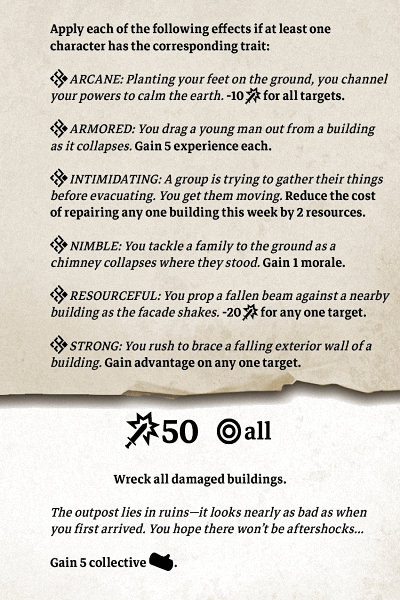 Apply each of the following effects if at least one
character has the corresponding trait:
ARCANE: Planting your feet on the ground, you channel
your powers to calm the earth. -10 for all targets.
ARMORED: You drag a young man out from a building
as it collapses. Gain 5 experience each.
INTIMIDATING: A group is trying to gather their things
before evacuating. You get them moving. Reduce the cost
of repairing any one building this week by 2 resources.
NIMBLE: You tackle a family to the ground as a
chimney collapses where they stood. Gain 1 morale.
RESOURCEFUL: You prop a fallen beam against a nearby
building as the facade shakes. -20 for any one target.
STRONG: You rush to brace a falling exterior wall of a
building. Gain advantage on any one target.
50 all
Wreck all damaged buildings.
The outpost lies in ruins—it looks nearly as bad as when
you first arrived. You hope there won't be aftershocks...
Gain 5 collective .